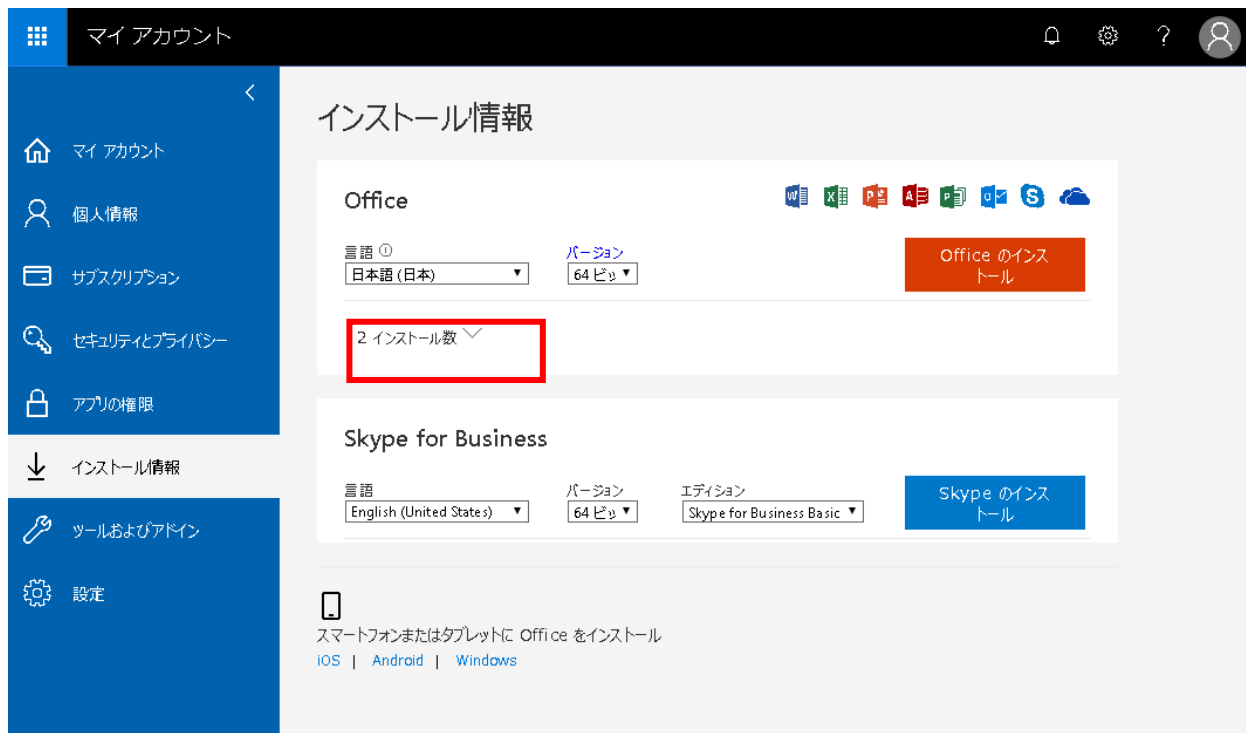 マイ アカウント
?
マイ アカウント
個人情報
サブスクリプション
セキュリティとプライバシー
アプリの権限
インストール情報
ツールおよびアドイン
設定
インストール情報
Office
言語
バージョン
日本語 (日本)
64 ビッ
Office のインス
トール
2 インストール数
Skype for Business
言語
バージョン
エディション
English (United States)
64 ビッ
Skype for Business Basic
Skype のインス
トール
スマートフォンまたはタブレットに Office をインストール
iOS | Android | Windows